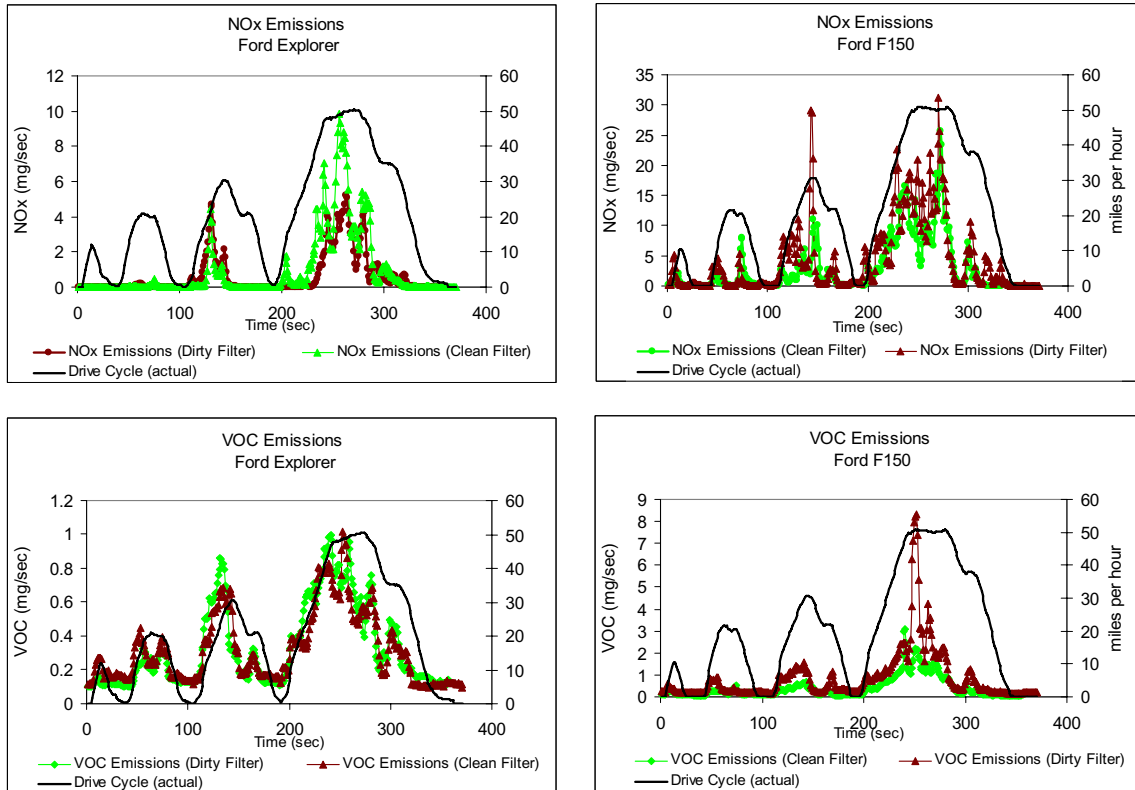 NOx Emissions
Ford Explorer
NOx (mg/sec)
12
10
8
6
4
2
0
60
50
40
30
20
10
0
0 100 200 300 400
Time (sec)
NOx Emissions (Dirty Filter) NOx Emissions (Clean Filter)
Drive Cycle (actual)
NOx Emissions
Ford F150
NOx (mg/sec)
35
30
25
20
15
10
5
0
60
50
40
30
20
10
0
miles per hour
0 100 200 300 400
Time (sec)
NOx Emissions (Clean Filter) NOx Emissions (Dirty Filter)
Drive Cycle (actual)
VOC Emissions
Ford Explorer
VOC (mg/sec)
1.2
1
0.8
0.6
0.4
0.2
0
60
50
40
30
20
10
0
0 100 200 300 400
Time (sec)
VOC Emissions (Dirty Filter) VOC Emissions (Clean Filter)
Drive Cycle (actual)
VOC Emissions
Ford F150
VOC (mg/sec)
9
8
7
6
5
4
3
2
1
0
60
50
40
30
20
10
0
miles per hour
0 100 200 300 400
Time (sec)
VOC Emissions (Clean Filter) VOC Emissions (Dirty Filter)
Drive Cycle (actual)